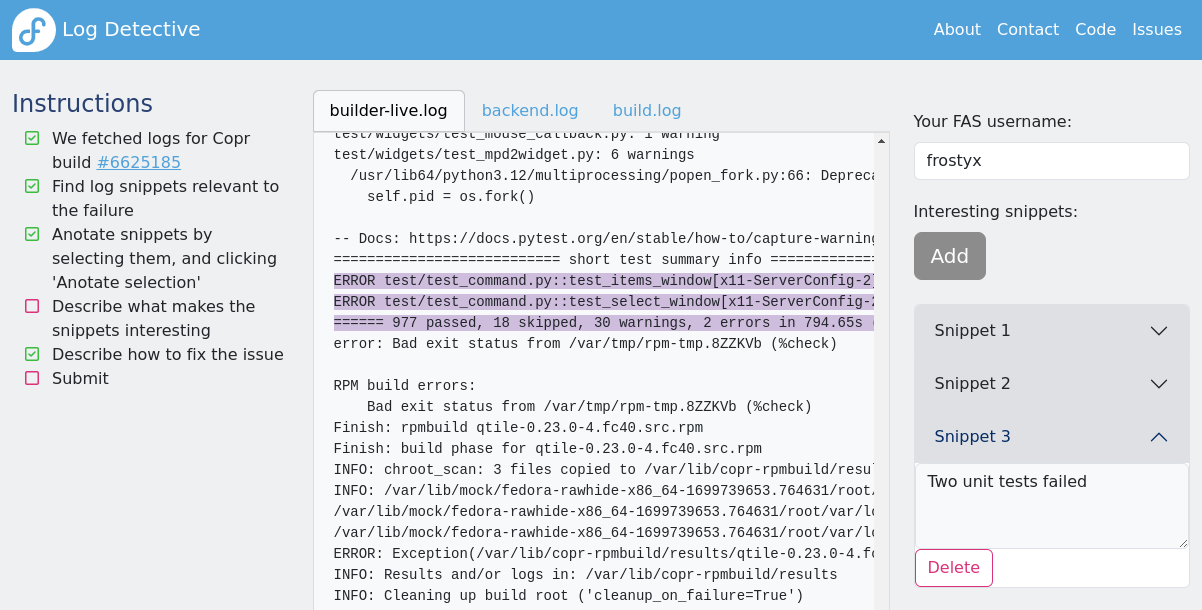 Log Detective
About Contact Code Issues
Instructions
We fetched logs for Copr
build #6625185
Find log snippets relevant to
the failure
Anotate snippets by
selecting them, and clicking
'Anotate selection'
Describe what makes the
snippets interesting
Describe how to fix the issue
Submit
builder-live.log backend.log build.log
test/widgets/test_mouse_callback.py: 1 warning
test/widgets/test_mpd2widget.py: 6 warnings
/usr/lib64/python3.12/multiprocessing/popen_fork.py:66: Depreca
self.pid = os.fork()
-- Docs: https://docs.pytest.org/en/stable/how-to/capture-warning
=========================== short test summary info =============
ERROR test/test_command.py::test_items_window[x11-ServerConfig-2]
ERROR test/test_command.py::test_select_window[x11-ServerConfig-2
====== 977 passed, 18 skipped, 30 warnings, 2 errors in 794.65s (
error: Bad exit status from /var/tmp/rpm-tmp.8ZZKVb (%check)
RPM build errors:
Bad exit status from /var/tmp/rpm-tmp.8ZZKVb (%check)
Finish: rpmbuild qtile-0.23.0-4.fc40.src.rpm
Finish: build phase for qtile-0.23.0-4.fc40.src.rpm
INFO: chroot_scan: 3 files copied to /var/lib/copr-rpmbuild/resul
INFO: /var/lib/mock/fedora-rawhide-x86_64-1699739653.764631/root/
/var/lib/mock/fedora-rawhide-x86_64-1699739653.764631/root/var/lo
/var/lib/mock/fedora-rawhide-x86_64-1699739653.764631/root/var/lo
ERROR: Exception(/var/lib/copr-rpmbuild/results/qtile-0.23.0-4.fc
INFO: Results and/or logs in: /var/lib/copr-rpmbuild/results
INFO: Cleaning up build root ('cleanup_on_failure=True')
Your FAS username:
frostyx
Interesting snippets:
Add
Snippet 1
Snippet 2
Snippet 3
Two unit tests failed
Delete